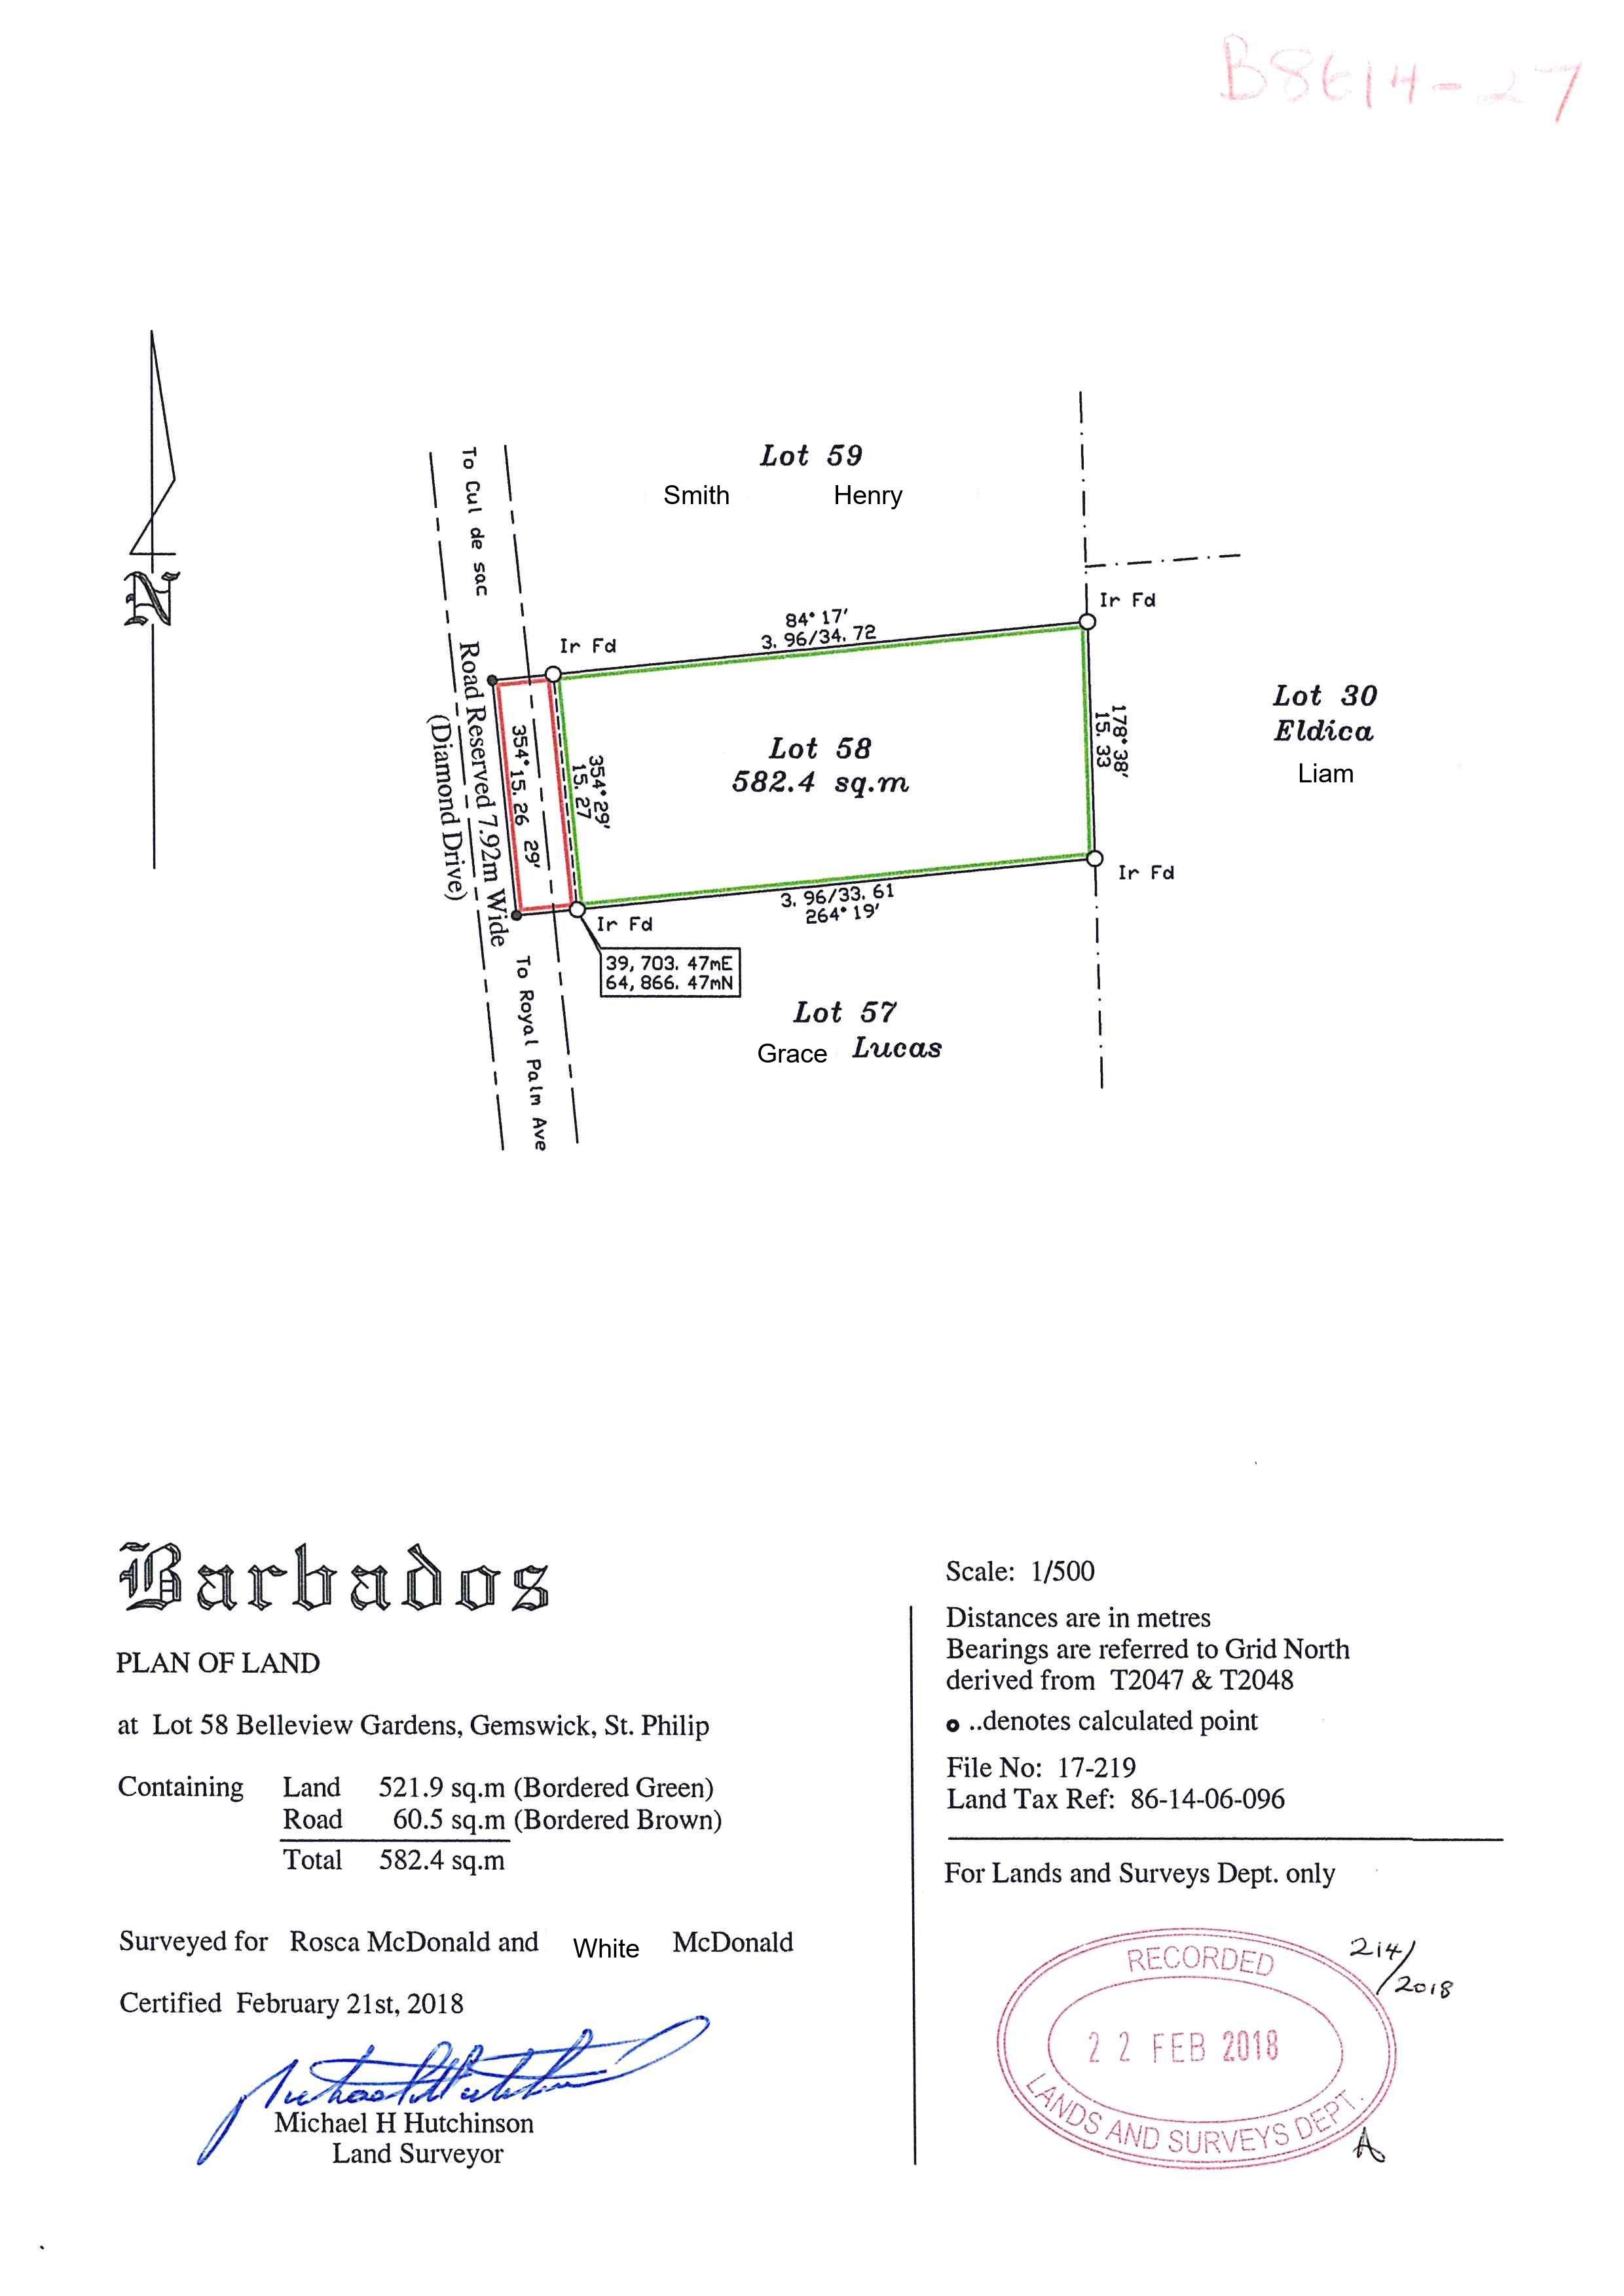 B8614-27
Lot 59
Smith Henry
To Cul de sac
Ir Fd
84° 17'
3.96/34.72
Ir Fd
Road Reserved 7.92m Wide
(Diamond Drive)
354° 29'
15.26
354° 29'
15.27
Lot 58
582.4 sq.m
178° 38'
15.33
Lot 30
Eldica
Liam
Ir Fd
3.96/33.61
264° 19'
Ir Fd
39,703.47mE
64,866.47mN
To Royal Palm Ave
Lot 57
Grace Lucas
N
Barbados
PLAN OF LAND
at Lot 58 Belleview Gardens, Gemswick, St. Philip
Containing Land 521.9 sq.m (Bordered Green)
Road 60.5 sq.m (Bordered Brown)
Total 582.4 sq.m
Surveyed for Rosca McDonald and White McDonald
Certified February 21st, 2018
Michael H Hutchinson
Land Surveyor
Scale: 1/500
Distances are in metres
Bearings are referred to Grid North
derived from T2047 & T2048
..denotes calculated point
File No: 17-219
Land Tax Ref: 86-14-06-096
For Lands and Surveys Dept. only
214/2018
RECORDED
22 FEB 2018
LANDS AND SURVEYS DEPT.